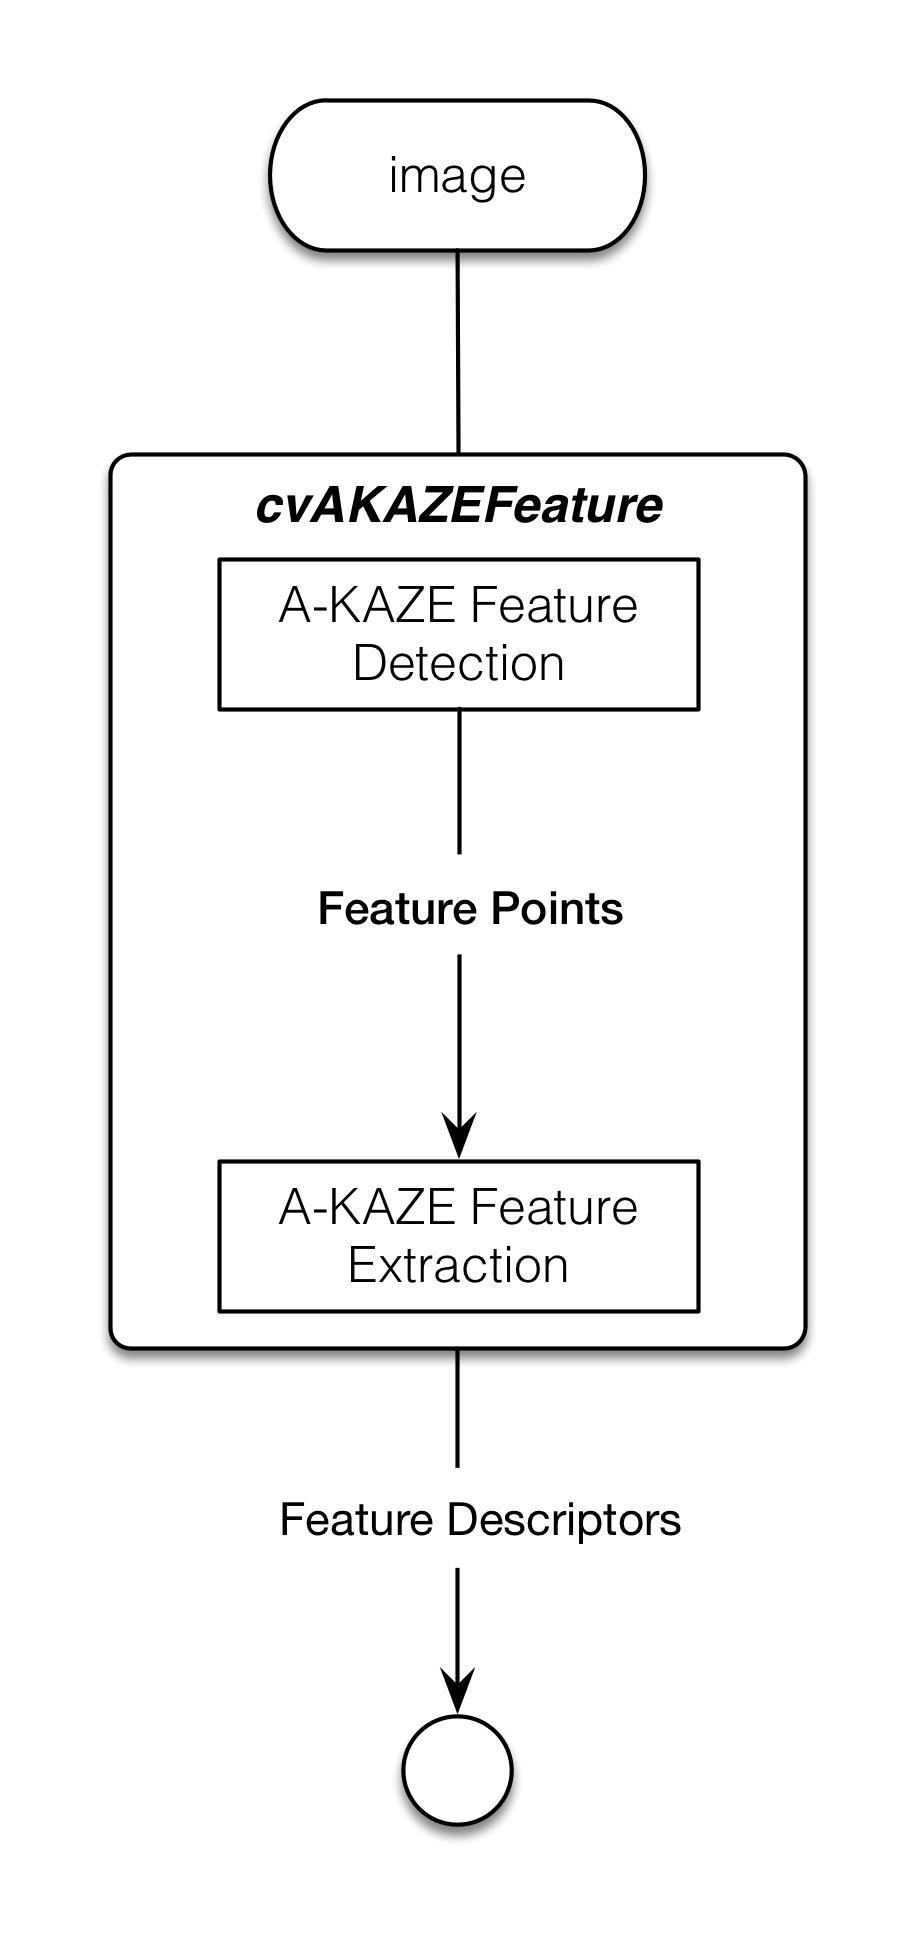 image
cvAKAZEFeature
A-KAZE Feature
Detection
Feature Points
A-KAZE Feature
Extraction
Feature Descriptors